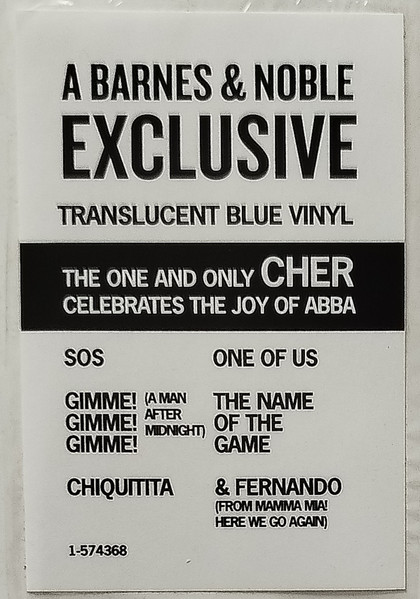 A BARNES & NOBLE
EXCLUSIVE
TRANSLUCENT BLUE VINYL
THE ONE AND ONLY CHER
CELEBRATES THE JOY OF ABBA
SOS
ONE OF US
GIMME! (A MAN
GIMME! AFTER
GIMME! MIDNIGHT)
THE NAME
OF THE
GAME
CHIQUITITA
& FERNANDO
(FROM MAMMA MIA!
HERE WE GO AGAIN)
1-574368